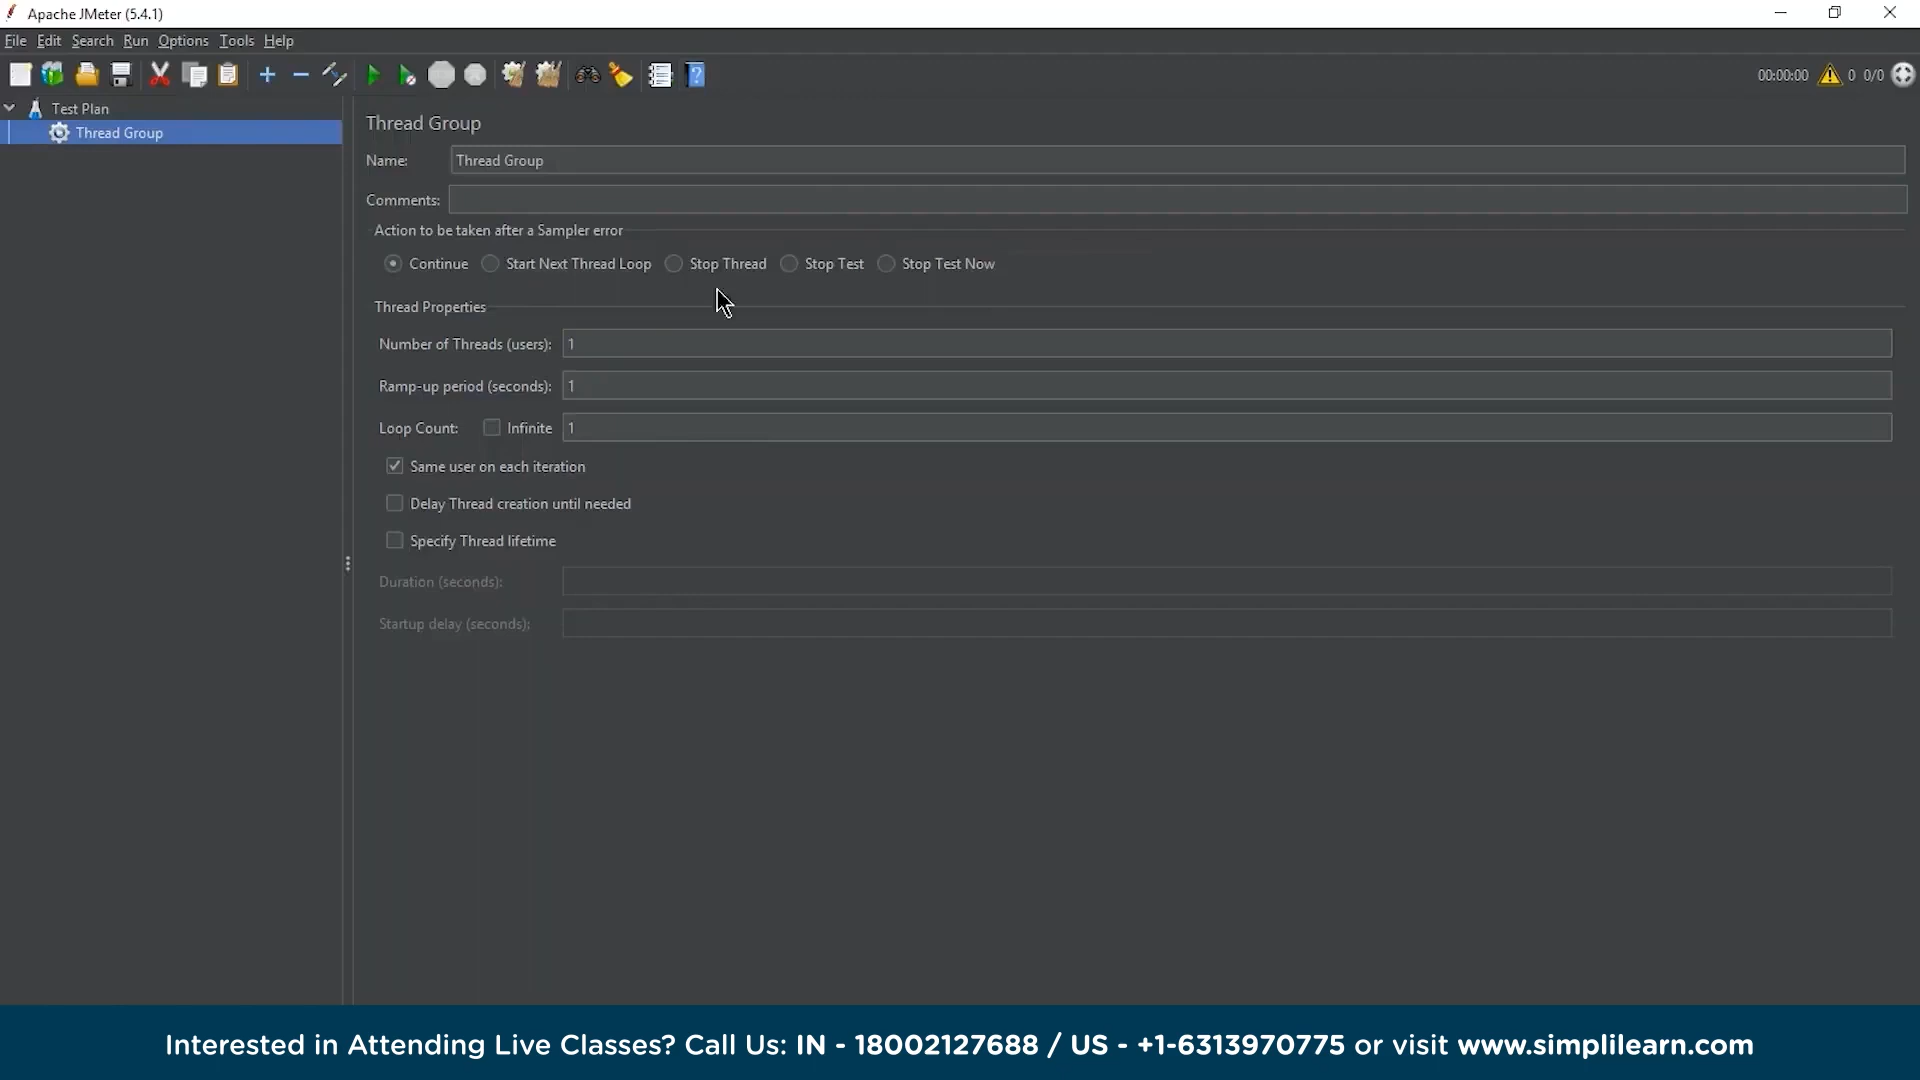 Apache JMeter (5.4.1)
File Edit Search Run Options Tools Help
00:00:00 0 0/0
Test Plan
Thread Group
Thread Group
Name: Thread Group
Comments:
Action to be taken after a Sampler error
Continue Start Next Thread Loop Stop Thread Stop Test Stop Test Now
Thread Properties
Number of Threads (users): 1
Ramp-up period (seconds): 1
Loop Count: Infinite 1
Same user on each iteration
Delay Thread creation until needed
Specify Thread lifetime
Duration (seconds):
Startup delay (seconds):
Interested in Attending Live Classes? Call Us: IN - 18002127688 / US - +1-6313970775 or visit www.simplilearn.com